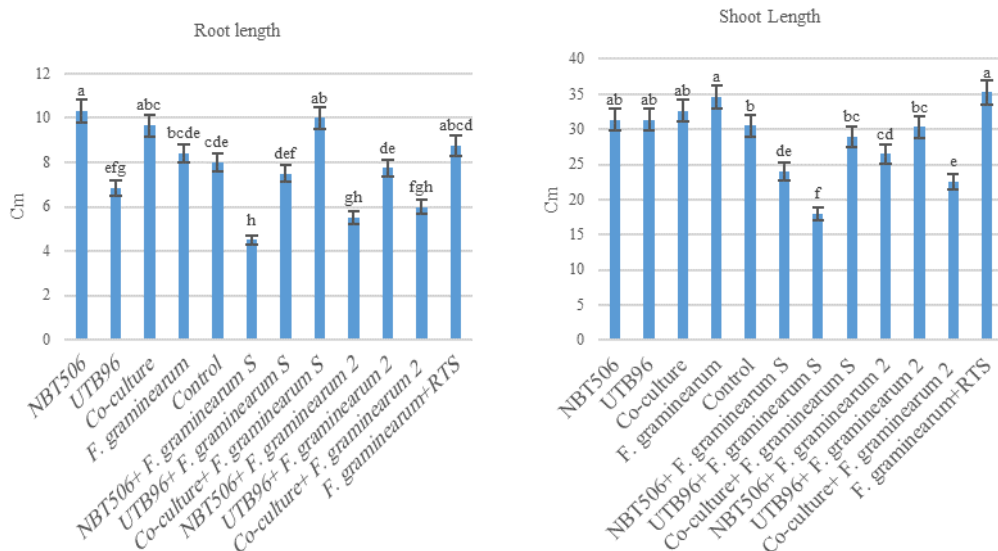 Root length
12
10
8
6
4
2
0
Cm
a
efg
abc
bcde
cde
h
def
ab
gh
de
fgh
abcd
NBT506
UTB96
Co-culture
F. graminearum
Control
NBT506+ F. graminearum S
UTB96+ F. graminearum S
Co-culture+ F. graminearum S
NBT506+ F. graminearum 2
UTB96+ F. graminearum 2
Co-culture+ F. graminearum 2
F. gramincarum+RTS
Shoot Length
40
35
30
25
20
15
10
5
0
Cm
ab
ab
ab
a
b
de
f
bc
cd
bc
e
a
NBT506
UTB96
Co-culture
F. graminearum
Control
NBT506+ F. graminearum S
UTB96+ F. graminearum S
Co-culture+ F. graminearum S
NBT506+ F. graminearum 2
UTB96+ F. graminearum 2
Co-culture+ F. graminearum 2
F. gramincarum+RTS